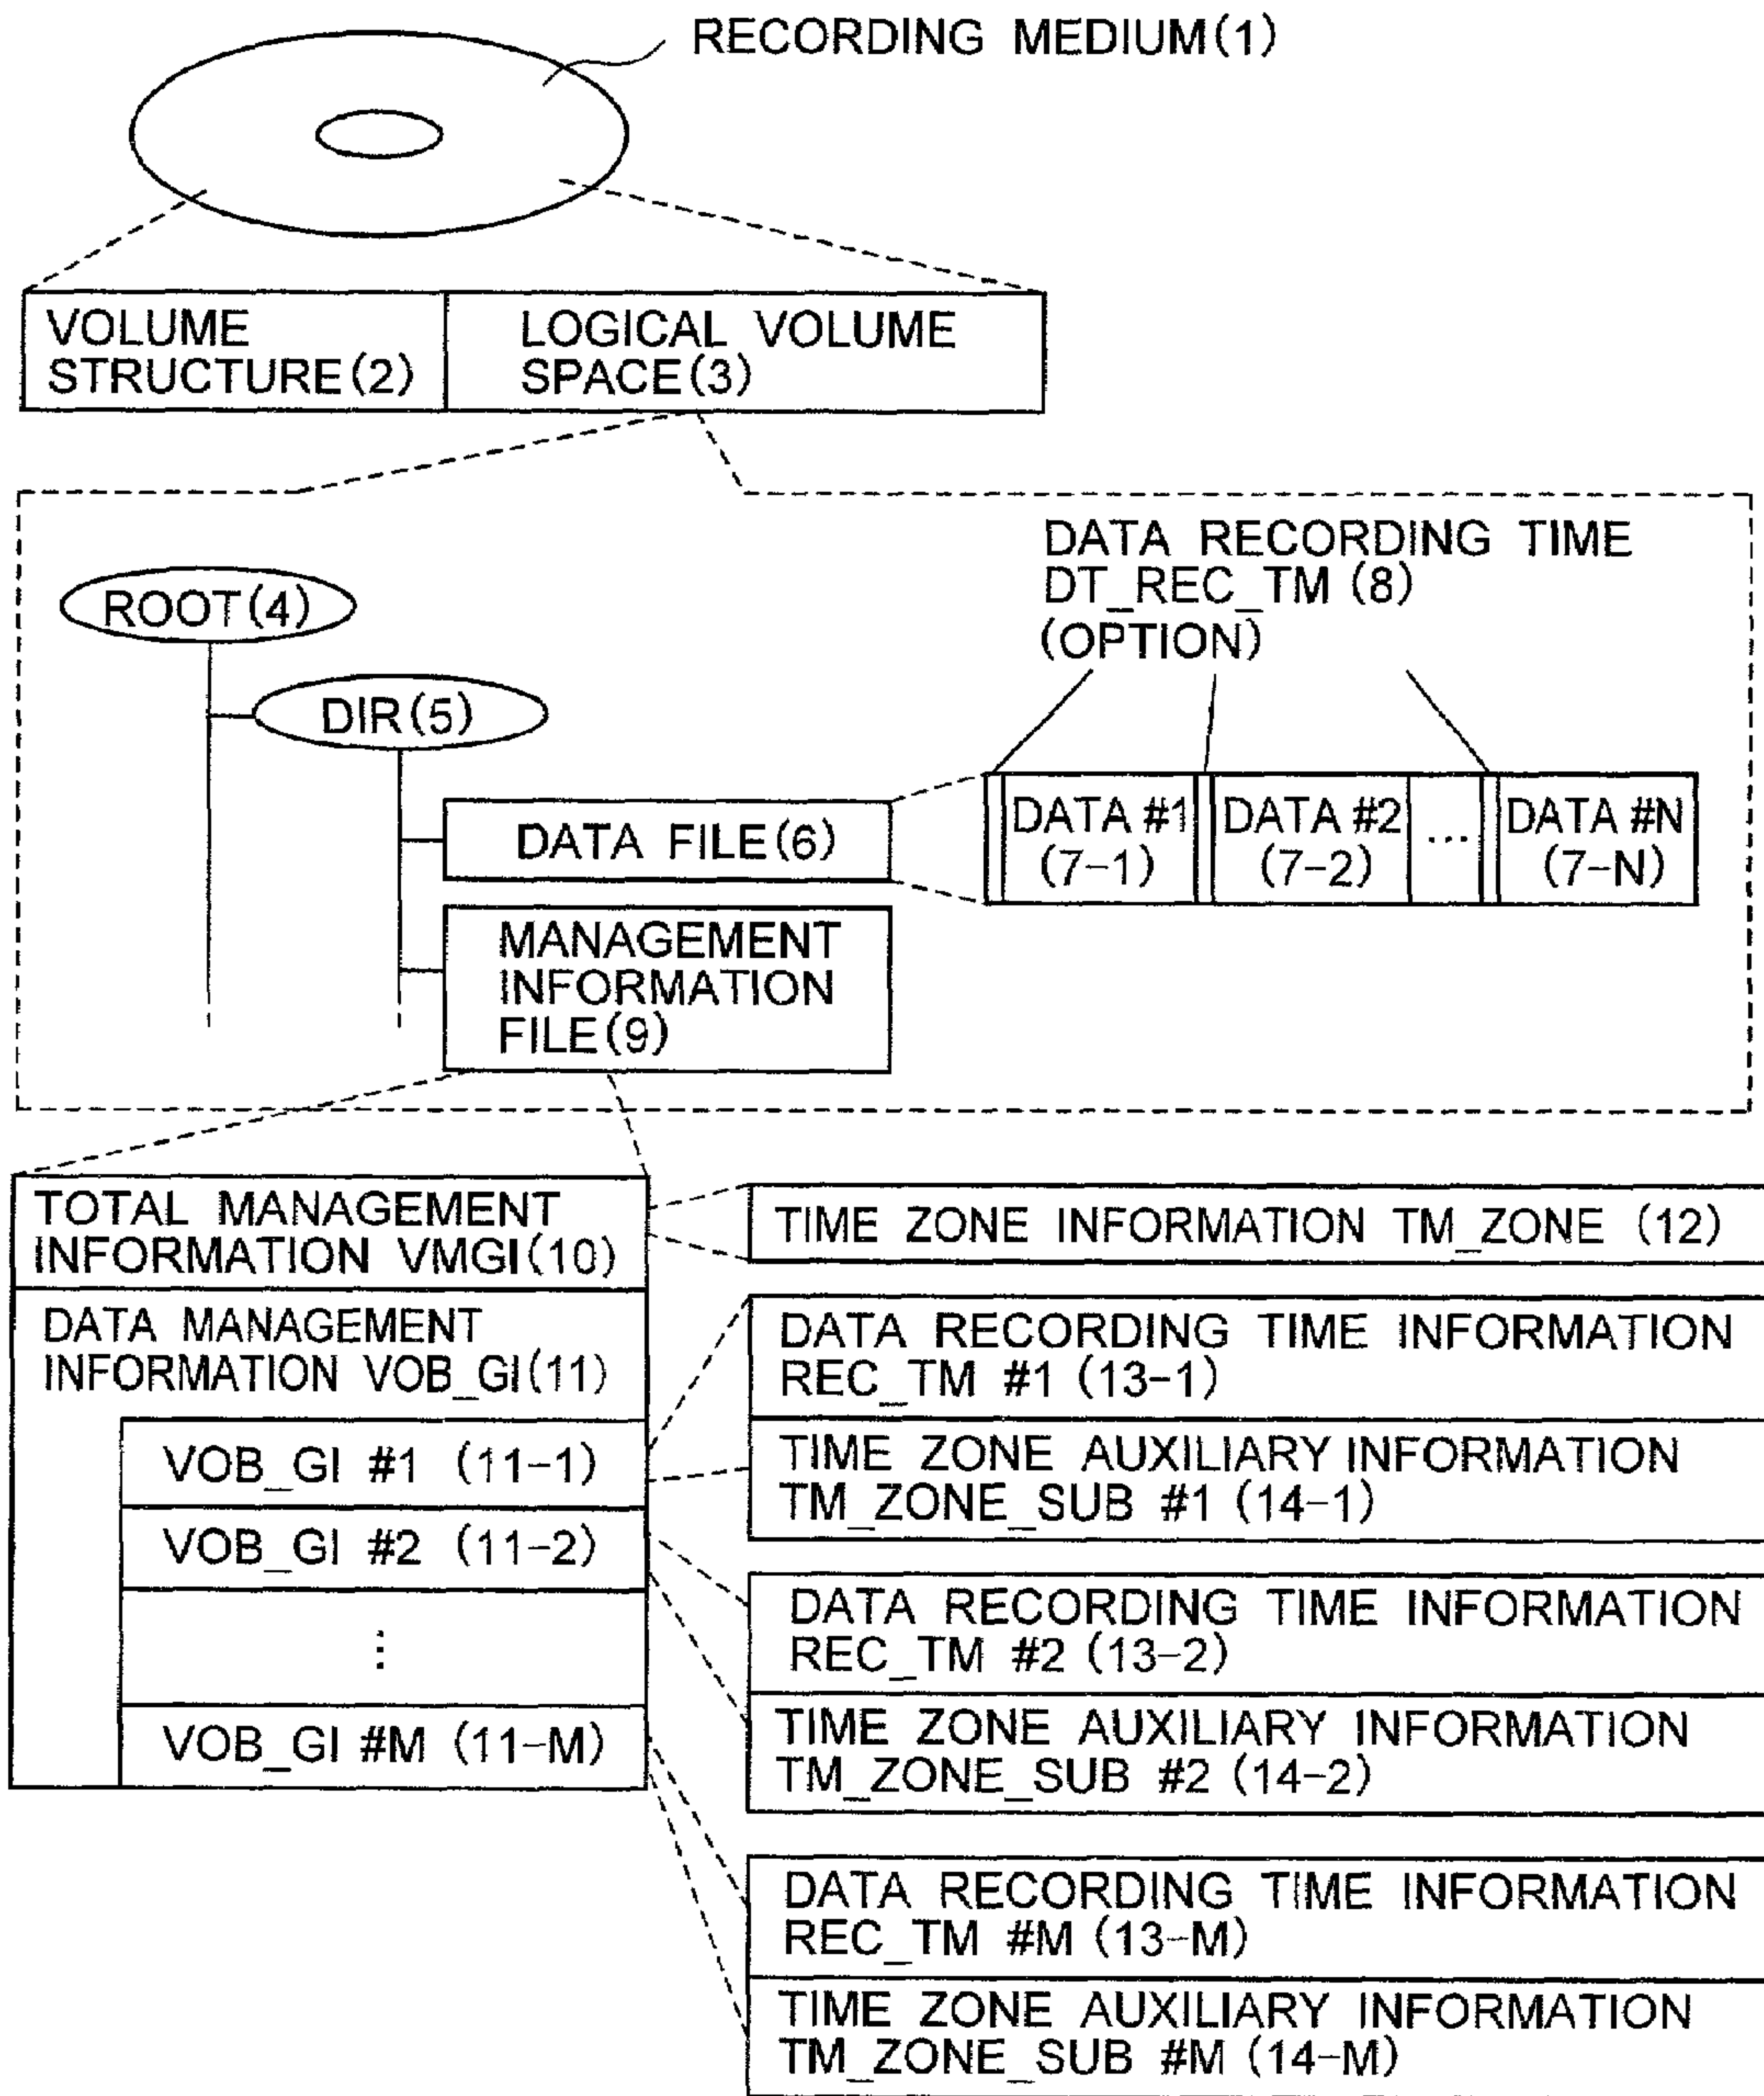 RECORDING MEDIUM(1)
VOLUME
STRUCTURE(2)
LOGICAL VOLUME
SPACE(3)
DATA RECORDING TIME
DT_REC_TM (8)
(OPTION)
ROOT(4)
DIR(5)
DATA FILE(6)
DATA #1
(7-1)
DATA #2
(7-2)
...
DATA #N
(7-N)
MANAGEMENT
INFORMATION
FILE(9)
TOTAL MANAGEMENT
INFORMATION VMGI(10)
TIME ZONE INFORMATION TM_ZONE (12)
DATA MANAGEMENT
INFORMATION VOB_GI(11)
VOB_GI #1 (11-1)
VOB_GI #2 (11-2)
⋮
VOB_GI #M (11-M)
DATA RECORDING TIME INFORMATION
REC_TM #1 (13-1)
TIME ZONE AUXILIARY INFORMATION
TM_ZONE_SUB #1 (14-1)
DATA RECORDING TIME INFORMATION
REC_TM #2 (13-2)
TIME ZONE AUXILIARY INFORMATION
TM_ZONE_SUB #2 (14-2)
DATA RECORDING TIME INFORMATION
REC_TM #M (13-M)
TIME ZONE AUXILIARY INFORMATION
TM_ZONE_SUB #M (14-M)